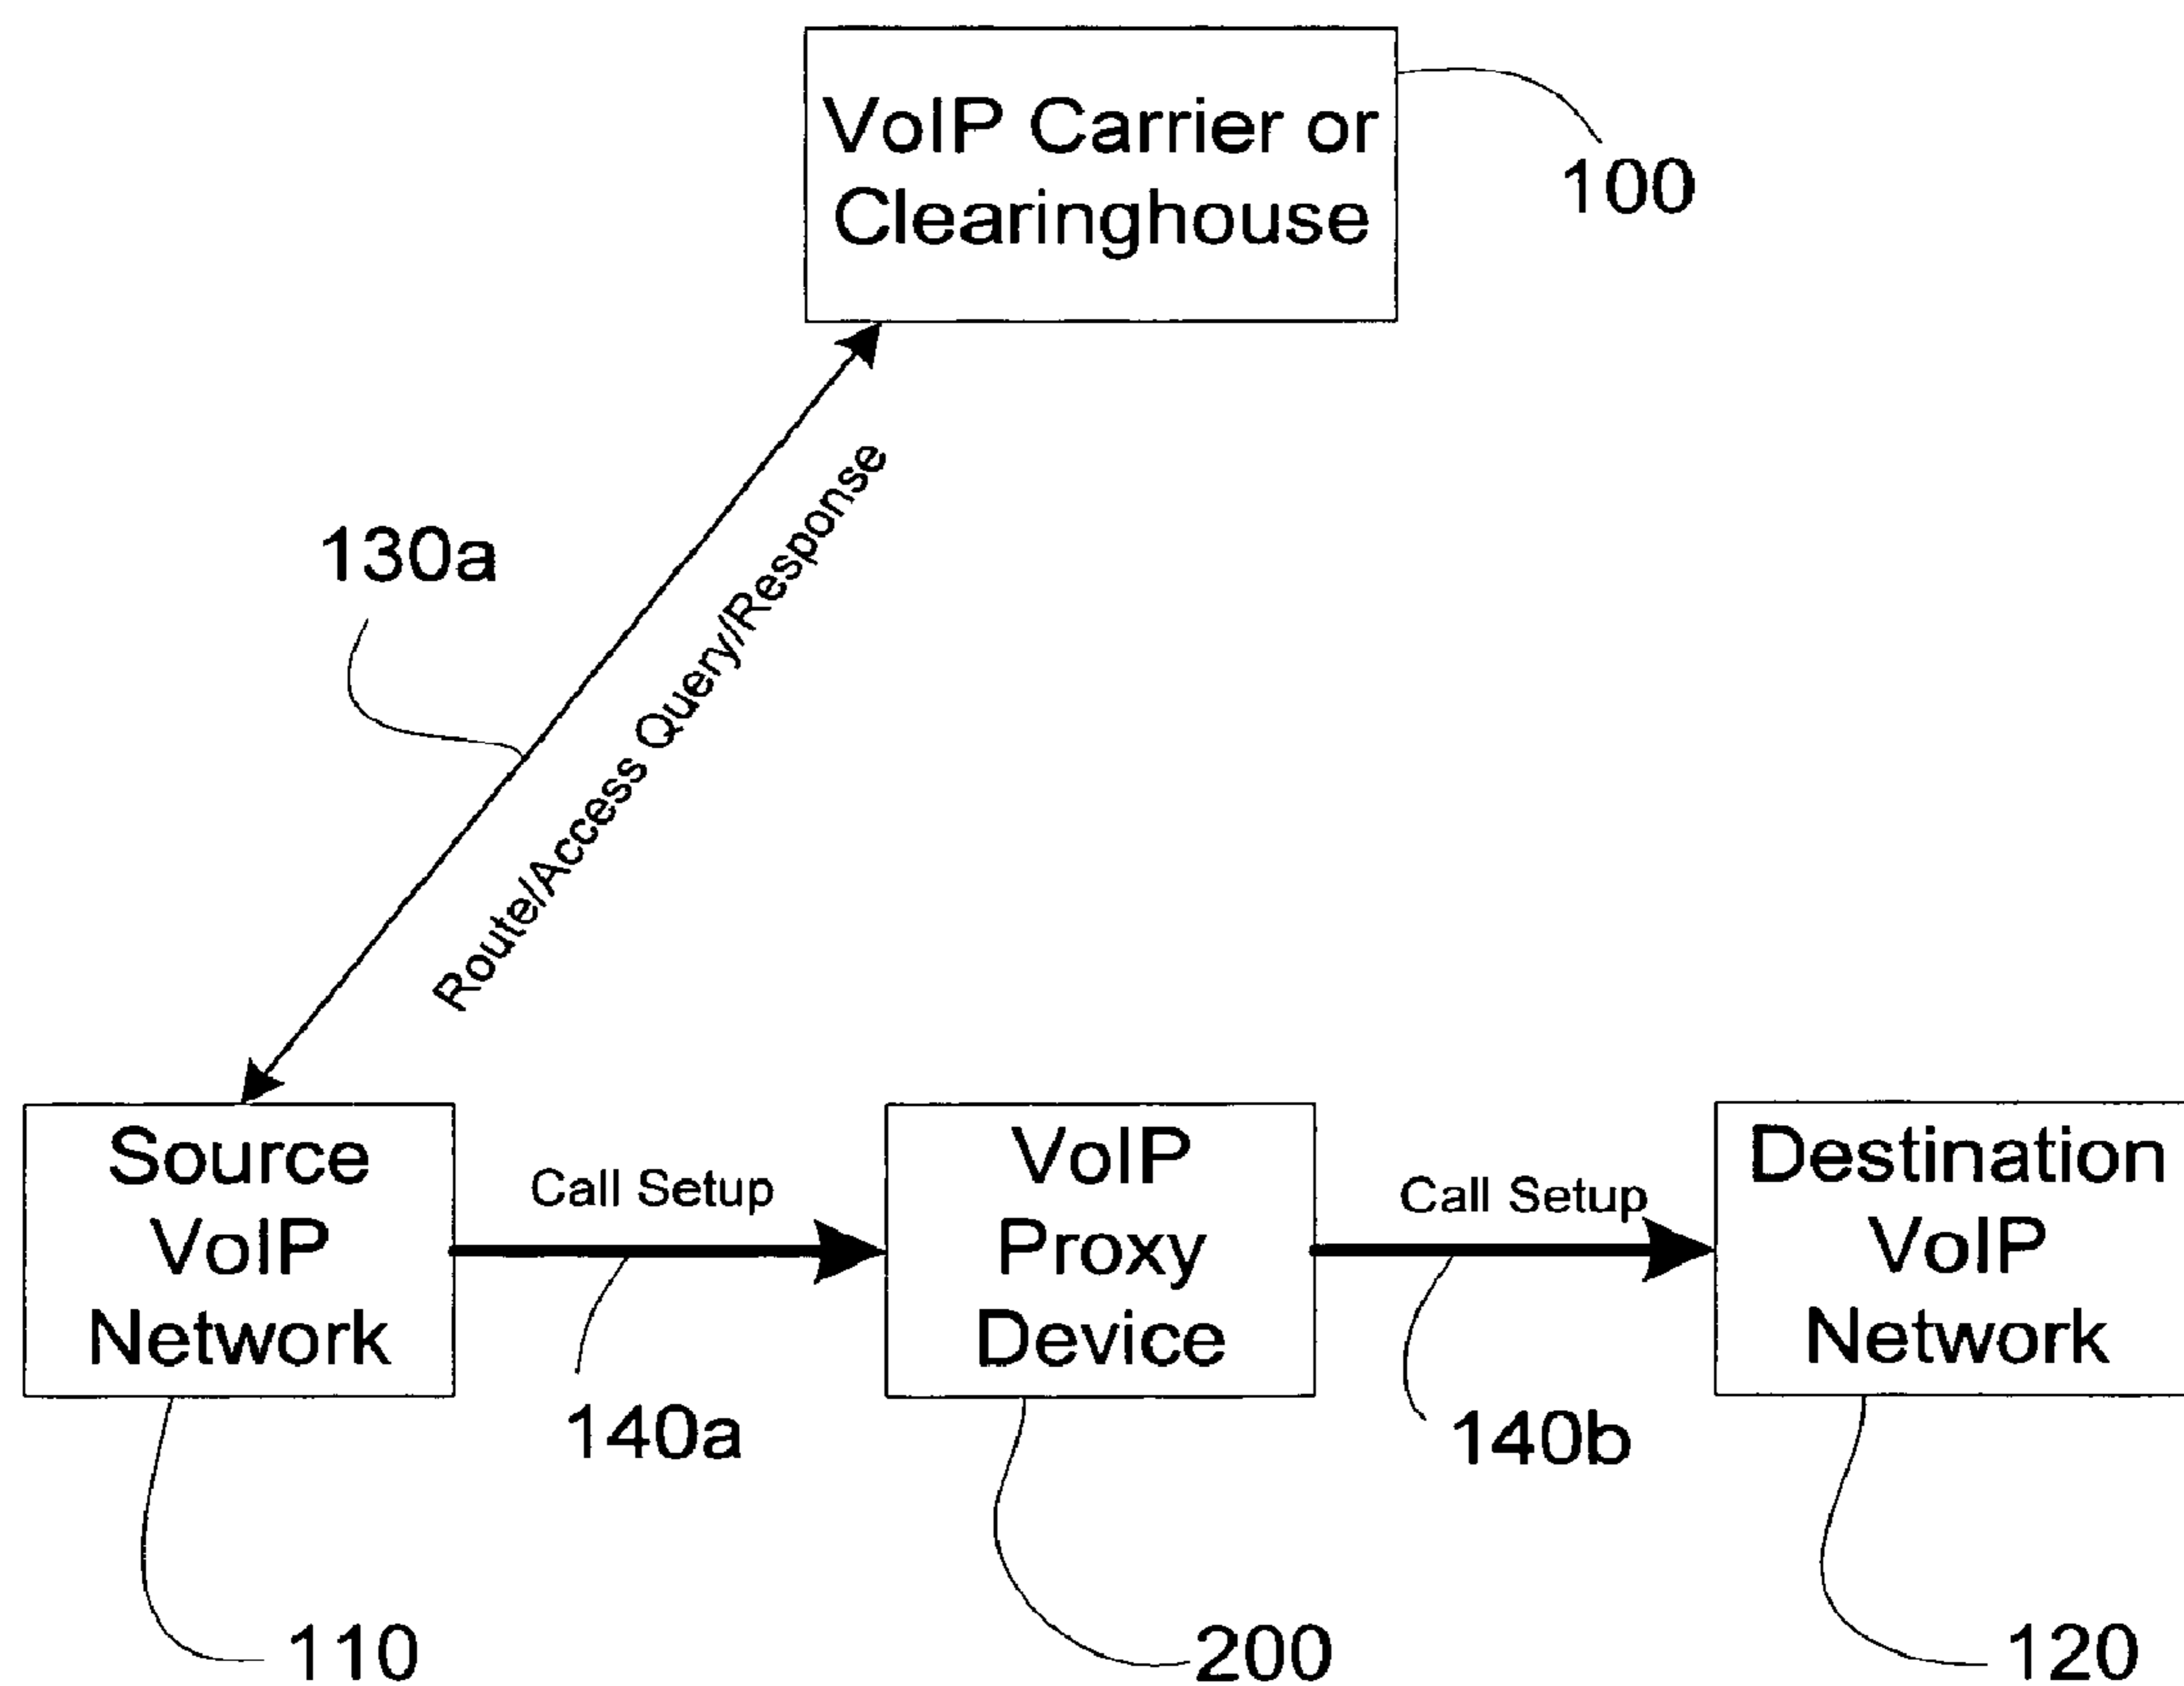 VoIP Carrier or
Clearinghouse
100
130a
Route/Access Query/Response
Source
VoIP
Network
Call Setup
VoIP
Proxy
Device
Call Setup
Destination
VoIP
Network
140a
140b
110
200
120